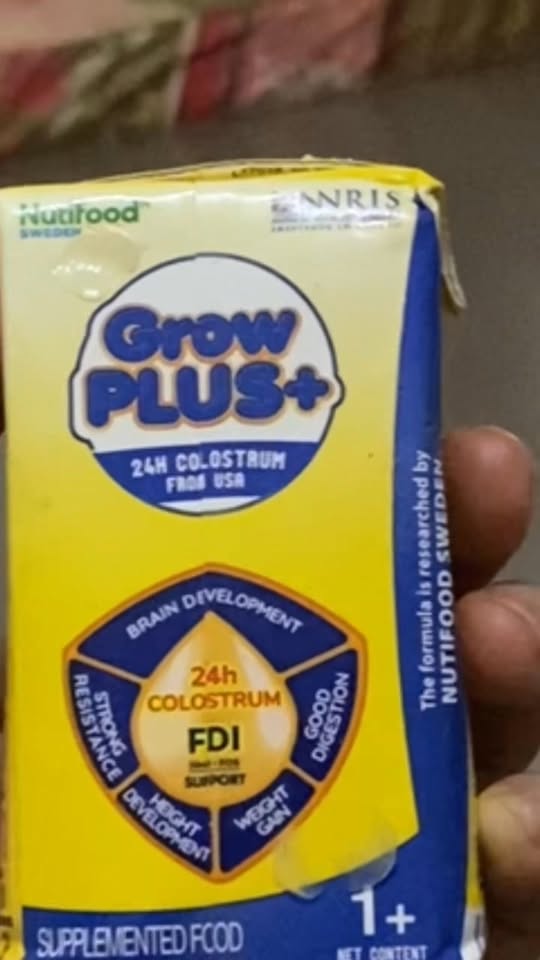 Nutifood
SWEDEN
NNRIS
Grow
PLUS+
24H COLOSTRUM
FROM USA
The formula is researched by
NUTIFOOD SWEDEN
BRAIN DEVELOPMENT
STRONG
RESISTANCE
24h
COLOSTRUM
FDI
SUPPORT
GOOD
DIGESTION
HEIGHT
DEVELOPMENT
WEIGHT
GAIN
1+
SUPPLEMENTED FOOD
NET CONTENT